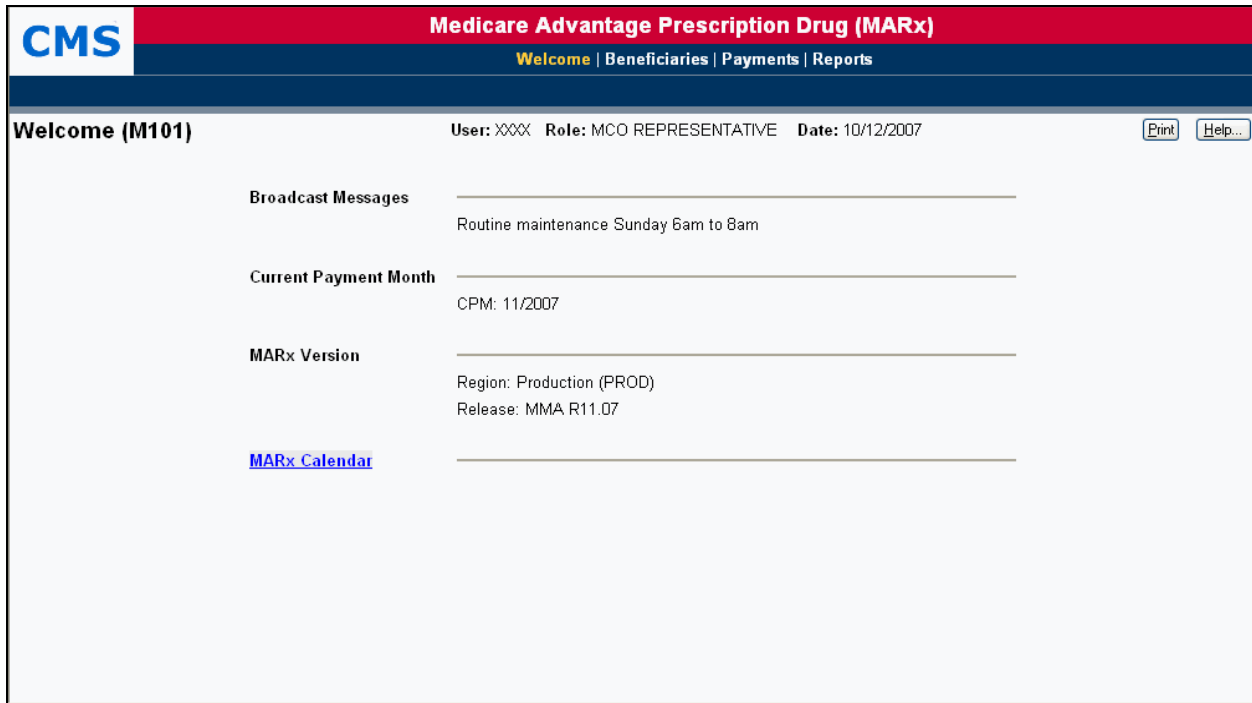 CMS
Medicare Advantage Prescription Drug (MARx)
Welcome | Beneficiaries | Payments | Reports
Welcome (M101)
User: XXXX Role: MCO REPRESENTATIVE Date: 10/12/2007
Print Help...
Broadcast Messages
Routine maintenance Sunday 6am to 8am
Current Payment Month
CPM: 11/2007
MARx Version
Region: Production (PROD)
Release: MMA R11.07
MARx Calendar